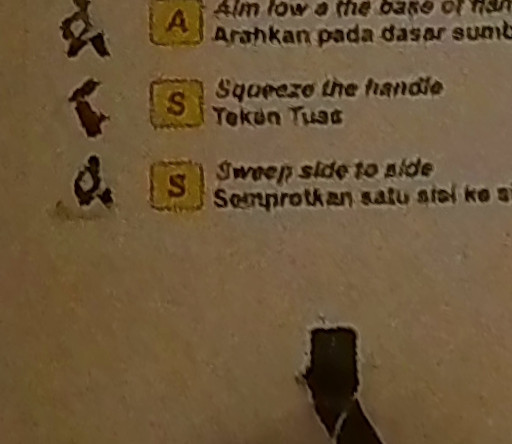 A
Aim low a the base of
Arahkan pada dasar
S
Squeeze the handle
Tekan Tuas
S
Sweep side to side
Semprotkan satu sisi ke